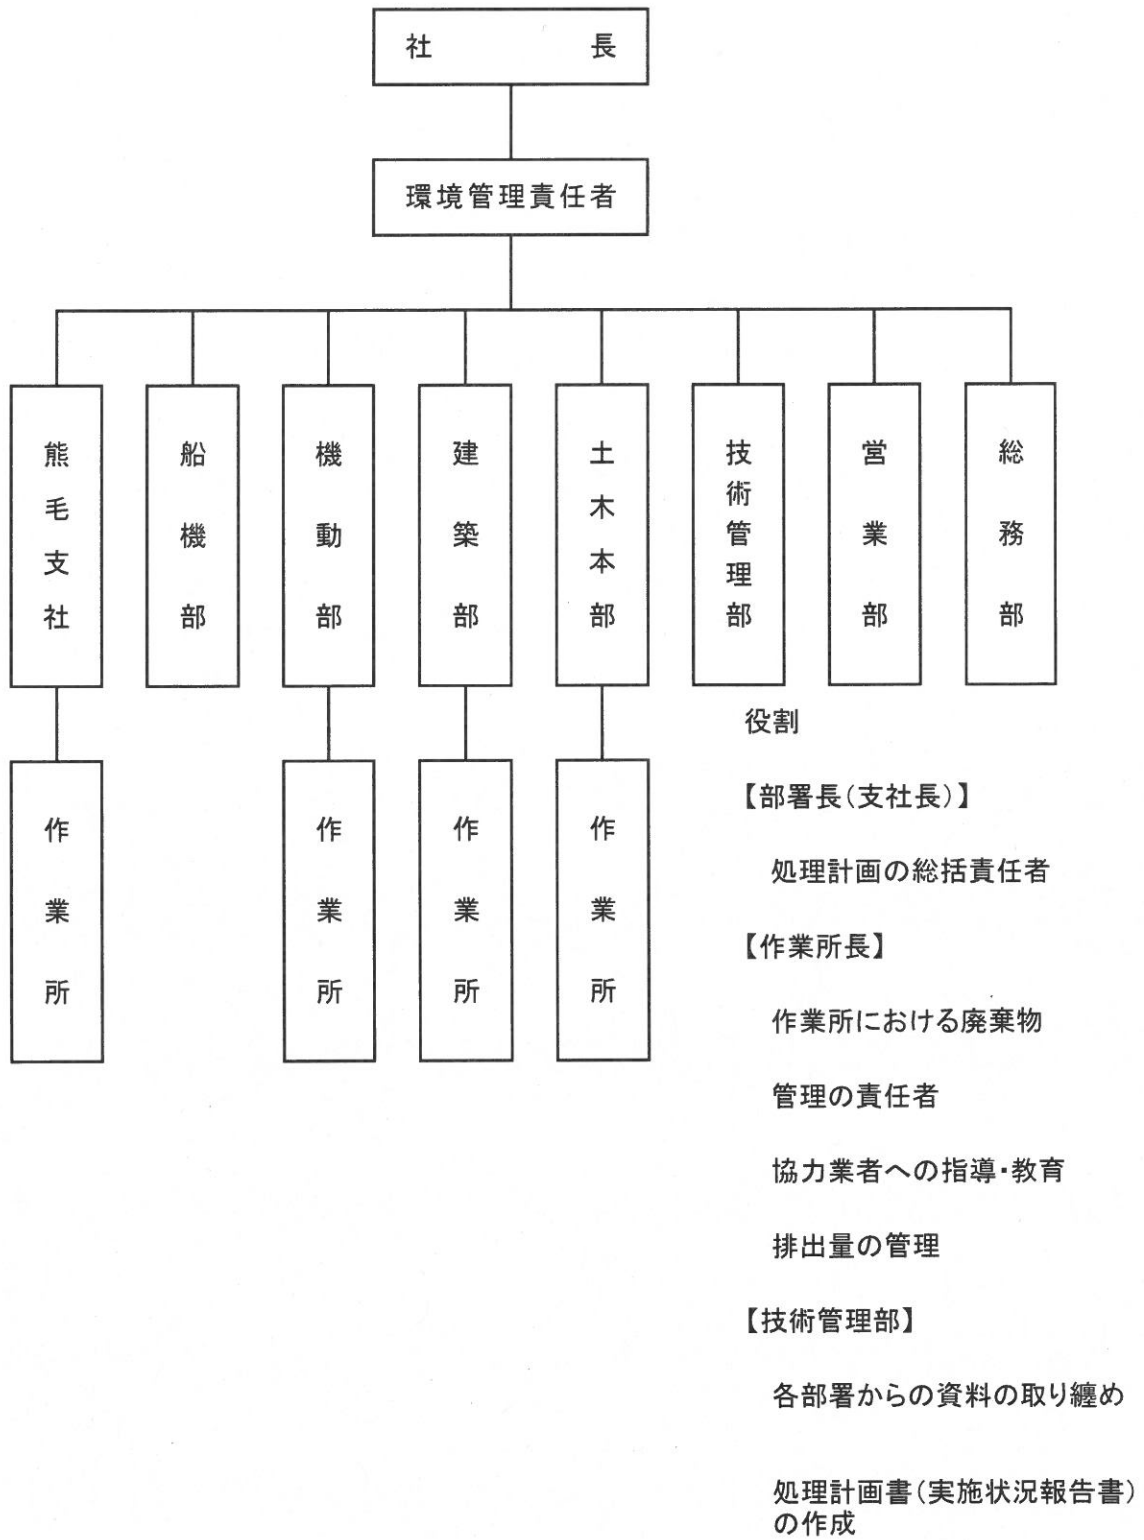 社　長
環境管理責任者
熊毛支社
船機部
機動部
建築部
土木本部
技術管理部
営業部
総務部
作業所
作業所
作業所
作業所
役割
【部署長(支社長)】
処理計画の総括責任者
【作業所長】
作業所における廃棄物
管理の責任者
協力業者への指導・教育
排出量の管理
【技術管理部】
各部署からの資料の取り纏め
処理計画書(実施状況報告書)
の作成